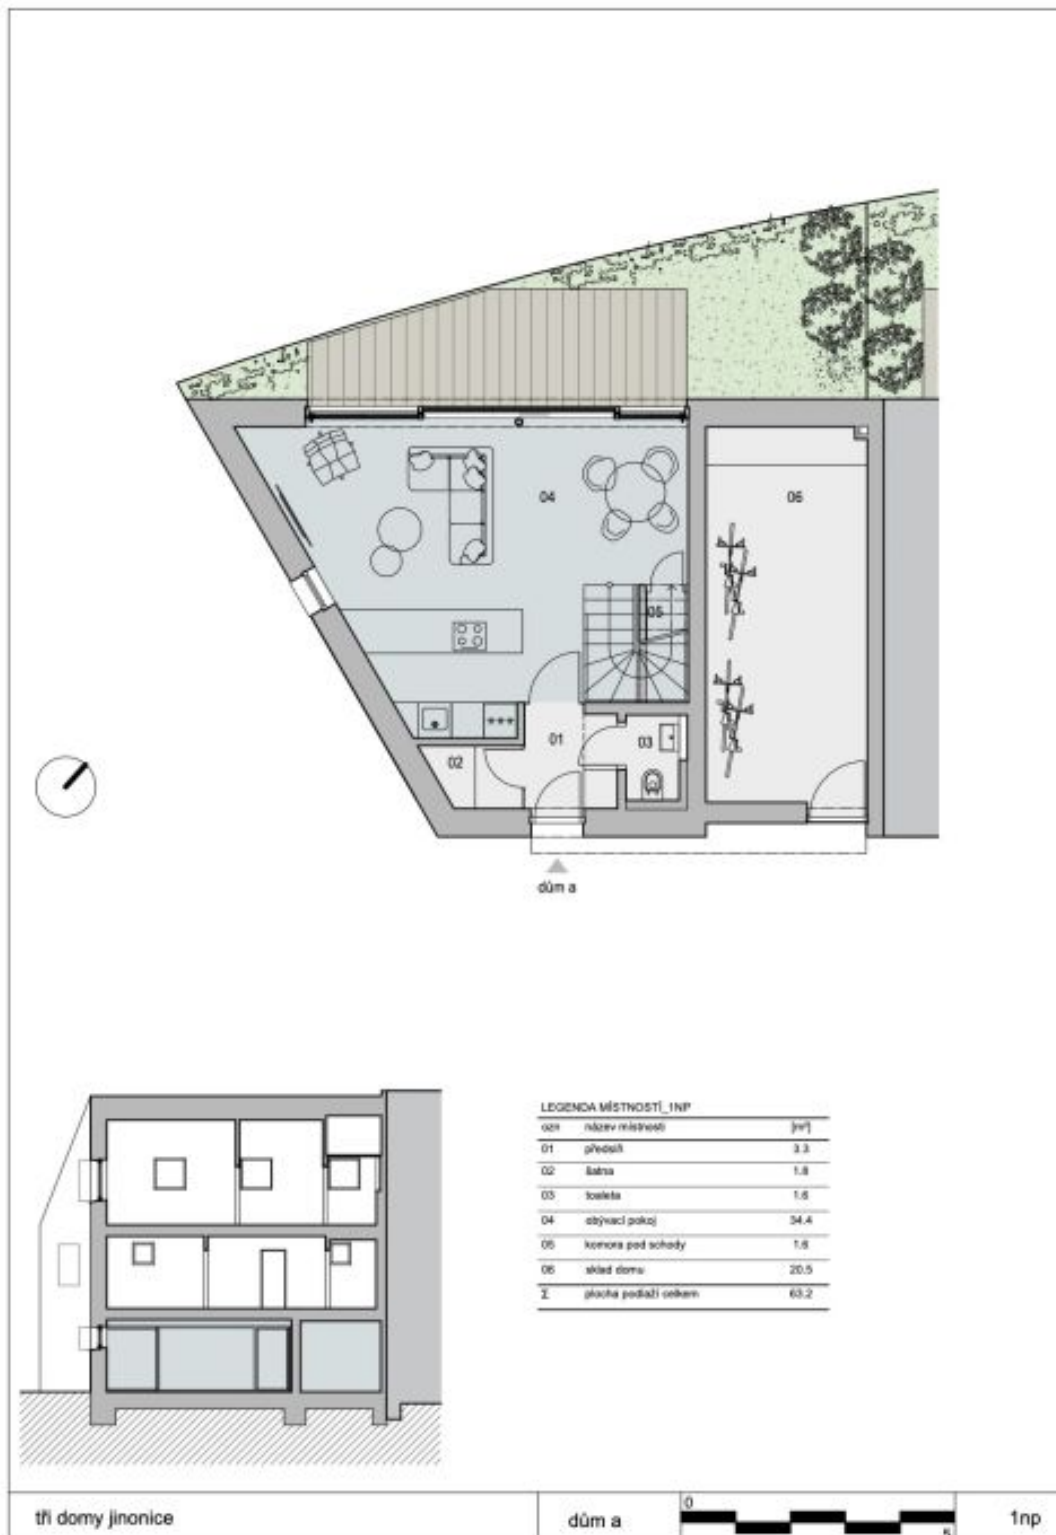 04
06
05
01
03
02
dům a
LEGENDA MÍSTNOSTÍ_1NP
ozn název místnosti [m²]
01 předsíň 3.3
02 šatna 1.8
03 toaleta 1.6
04 obývací pokoj 34.4
05 komora pod schody 1.6
06 sklad domu 20.5
Σ plocha podlaží celkem 63.2
tři domy jinonice
dům a
0
5
1np